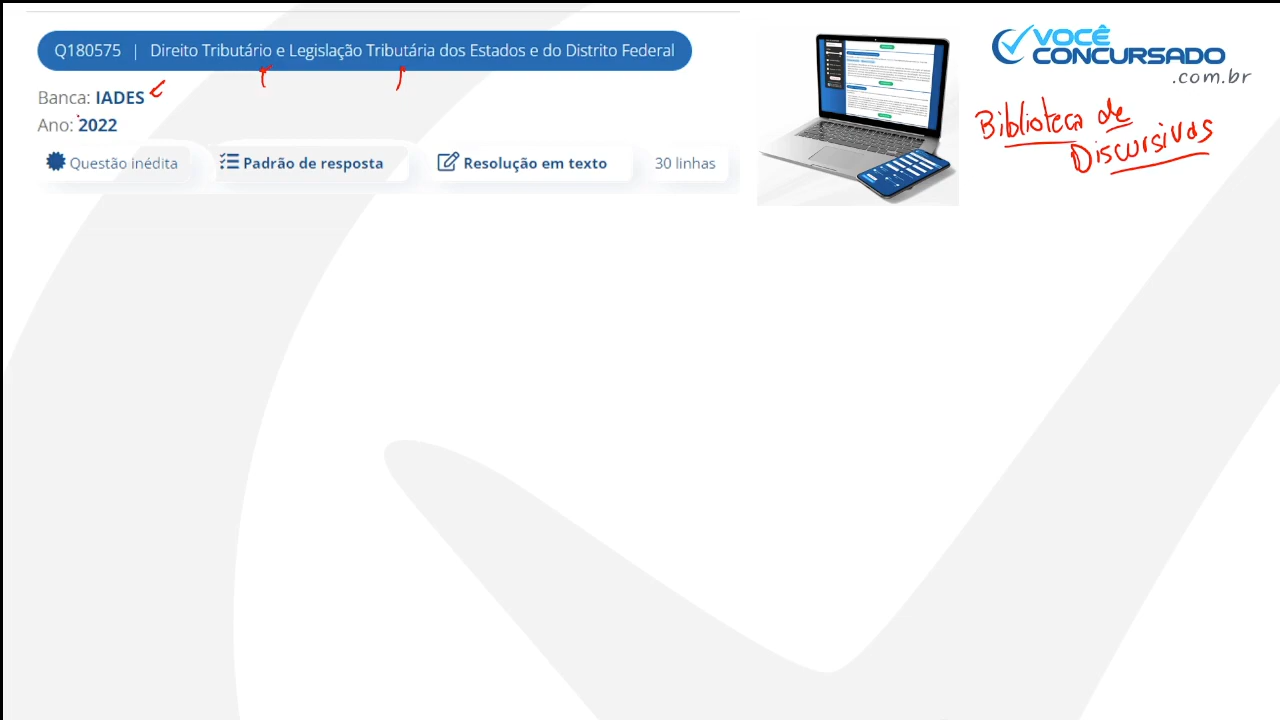 Q180575 | Direito Tributário e Legislação Tributária dos Estados e do Distrito Federal
Banca: IADES
Ano: 2022
Questão inédita
Padrão de resposta
Resolução em texto
30 linhas
VOCÊ
CONCURSADO
.com.br
Biblioteca de
Discursivas